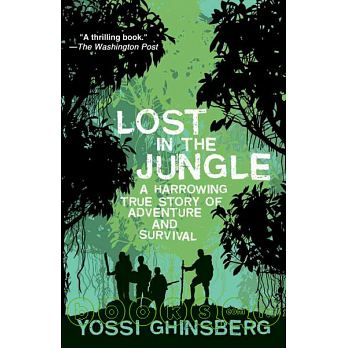 "A thrilling book."
—The Washington Post
LOST
IN THE
JUNGLE
A HARROWING
TRUE STORY OF
ADVENTURE
AND
SURVIVAL
YOSSI GHINSBERG